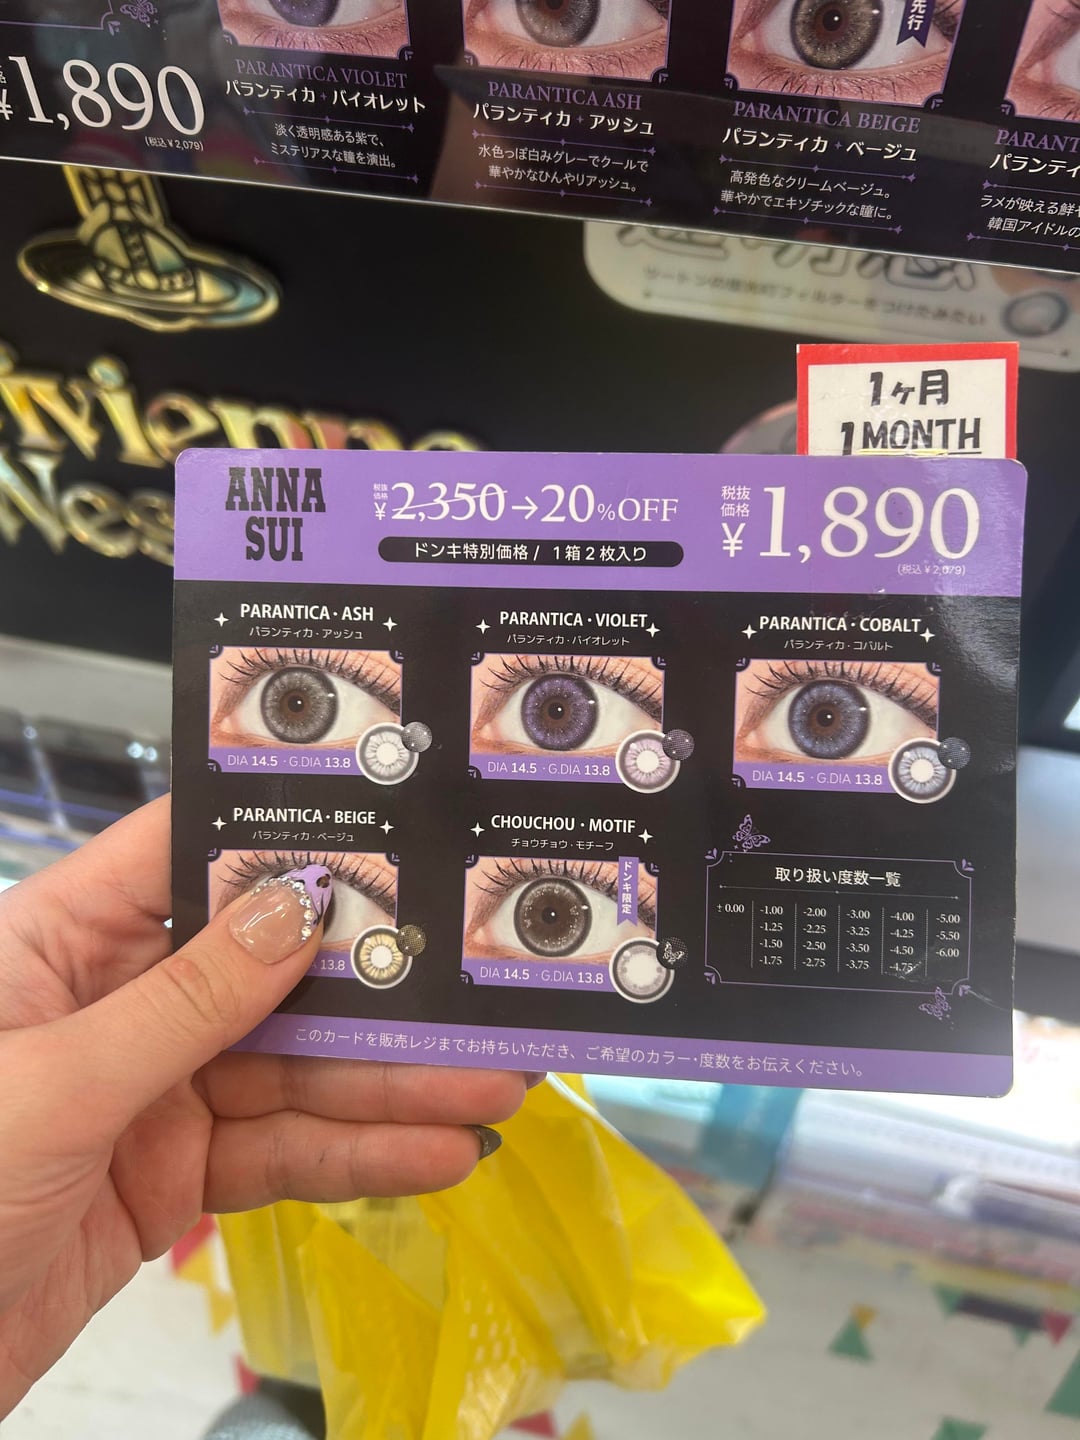 ¥1,890
(税込¥2,079)
PARANTICA VIOLET
パランティカ・バイオレット
淡く透明感ある紫で、
ミステリアスな瞳を演出。
PARANTICA ASH
パランティカ・アッシュ
水色っぽ白みグレーでクールで
華やかなひんやりアッシュ。
先行
PARANTICA BEIGE
パランティカ・ベージュ
高発色なクリームベージュ。
華やかでエキゾチックな瞳に。
PARANT
パランティ
ラメが映える鮮
韓国アイドルの
ivienne
Wes
1ヶ月
1 MONTH
ANNA
SUI
税抜
価格
¥2,350→20%OFF
ドンキ特別価格 / 1箱2枚入り
税抜
価格
¥1,890
(税込¥2,079)
PARANTICA・ASH
パランティカ・アッシュ
DIA 14.5・G.DIA 13.8
PARANTICA・VIOLET
パランティカ・バイオレット
DIA 14.5・G.DIA 13.8
PARANTICA・COBALT
パランティカ・コバルト
DIA 14.5・G.DIA 13.8
PARANTICA・BEIGE
パランティカ・ベージュ
13.8
CHOUCHOU・MOTIF
チョウチョウ・モチーフ
ドンキ限定
DIA 14.5・G.DIA 13.8
取り扱い度数一覧
±0.00 -1.00 -2.00 -3.00 -4.00 -5.00
-1.25 -2.25 -3.25 -4.25 -5.50
-1.50 -2.50 -3.50 -4.50 -6.00
-1.75 -2.75 -3.75 -4.75
このカードを販売レジまでお持ちいただき、ご希望のカラー・度数をお伝えください。